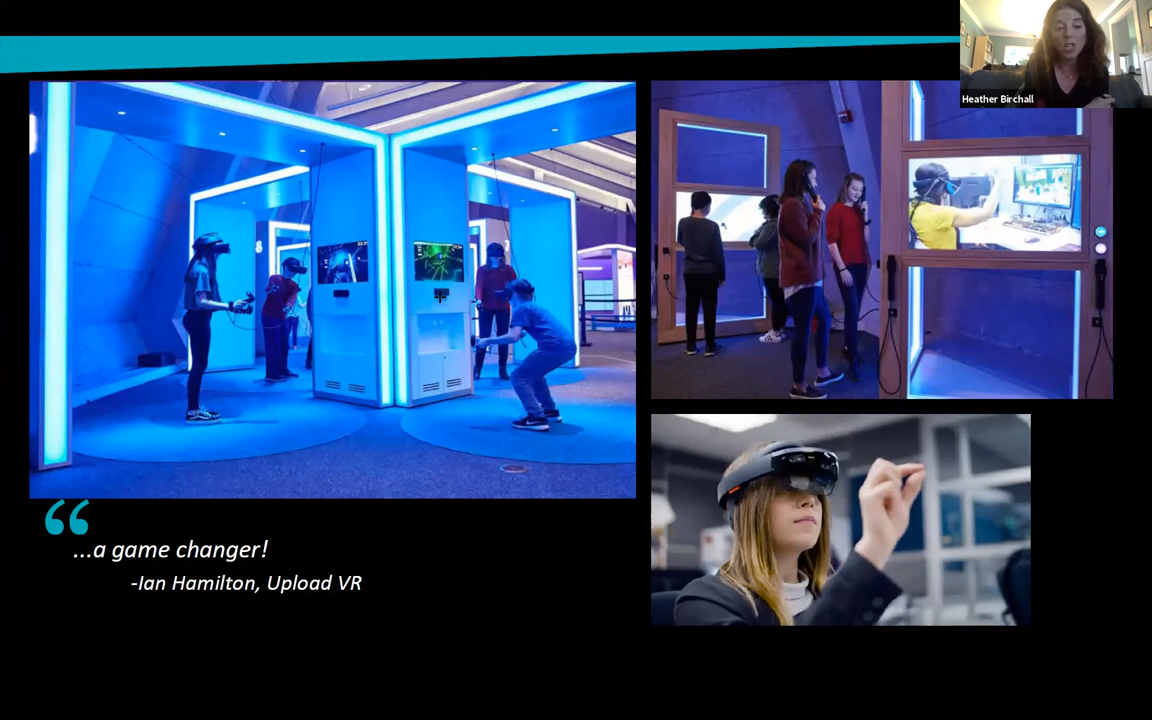 Heather Birchall
“
...a game changer!
-Ian Hamilton, Upload VR